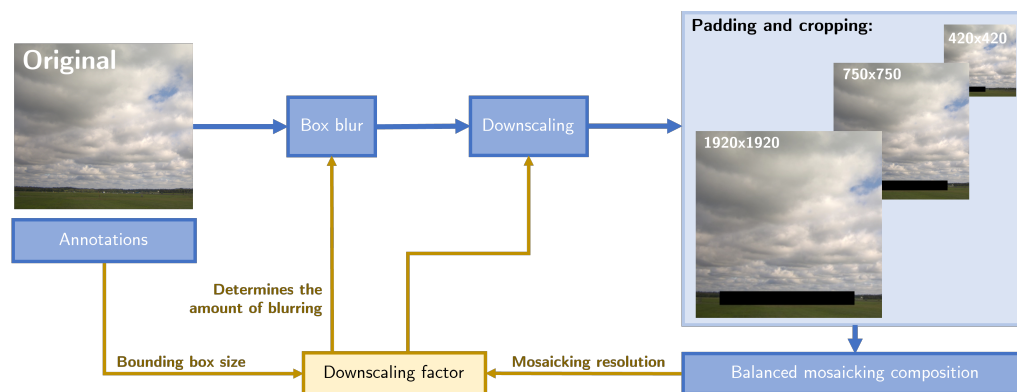 Original
Annotations
Box blur
Downscaling
Padding and cropping:
420x420
750x750
1920x1920
Determines the
amount of blurring
Bounding box size
Downscaling factor
Mosaicking resolution
Balanced mosaicking composition